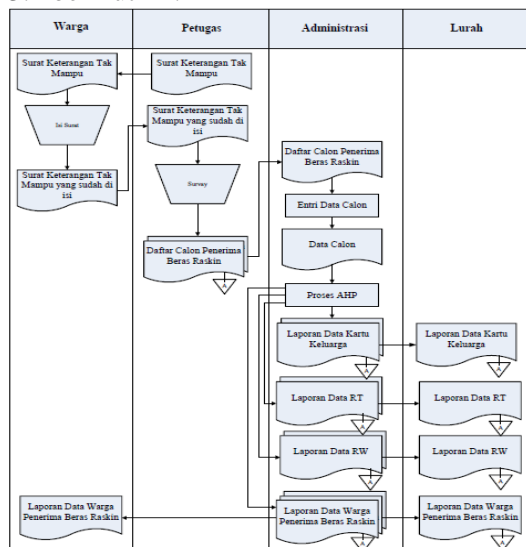 Warga
Petugas
Administrasi
Lurah
Surat Keterangan Tak
Mampu
Surat Keterangan Tak
Mampu
Isi Surat
Surat Keterangan Tak
Mampu yang sudah di
isi
Surat Keterangan Tak
Mampu yang sudah di
isi
Survay
Daftar Calon Penerima
Beras Raskin
A
Daftar Calon Penerima
Beras Raskin
Entri Data Calon
Data Calon
Proses AHP
Laporan Data Kartu
Keluarga
A
Laporan Data Kartu
Keluarga
A
Laporan Data RT
A
Laporan Data RT
A
Laporan Data RW
A
Laporan Data RW
A
Laporan Data Warga
Penerima Beras Raskin
Laporan Data Warga
Penerima Beras Raskin
A
Laporan Data Warga
Penerima Beras Raskin
A